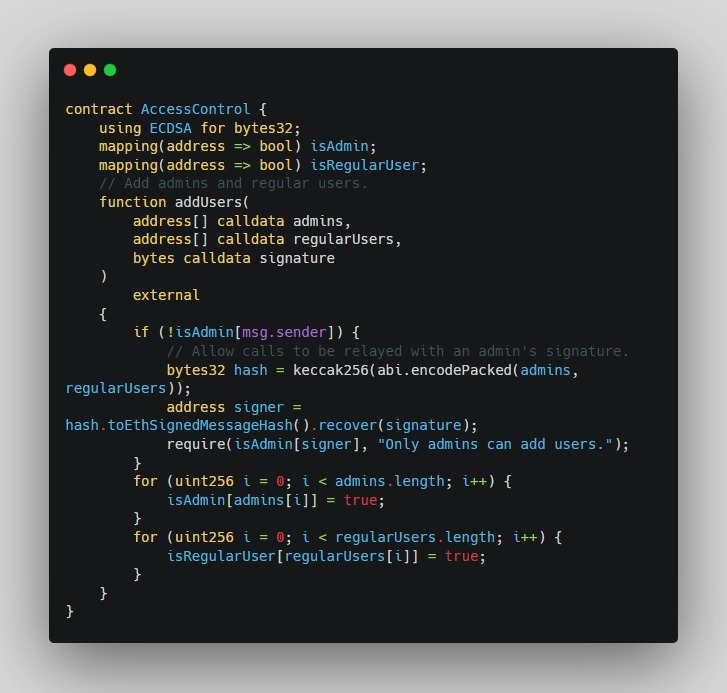 contract AccessControl {
    using ECDSA for bytes32;
    mapping(address => bool) isAdmin;
    mapping(address => bool) isRegularUser;
    // Add admins and regular users.
    function addUsers(
        address[] calldata admins,
        address[] calldata regularUsers,
        bytes calldata signature
    )
        external
    {
        if (!isAdmin[msg.sender]) {
            // Allow calls to be relayed with an admin's signature.
            bytes32 hash = keccak256(abi.encodePacked(admins,
regularUsers));
            address signer =
hash.toEthSignedMessageHash().recover(signature);
            require(isAdmin[signer], "Only admins can add users.");
        }
        for (uint256 i = 0; i < admins.length; i++) {
            isAdmin[admins[i]] = true;
        }
        for (uint256 i = 0; i < regularUsers.length; i++) {
            isRegularUser[regularUsers[i]] = true;
        }
    }
}